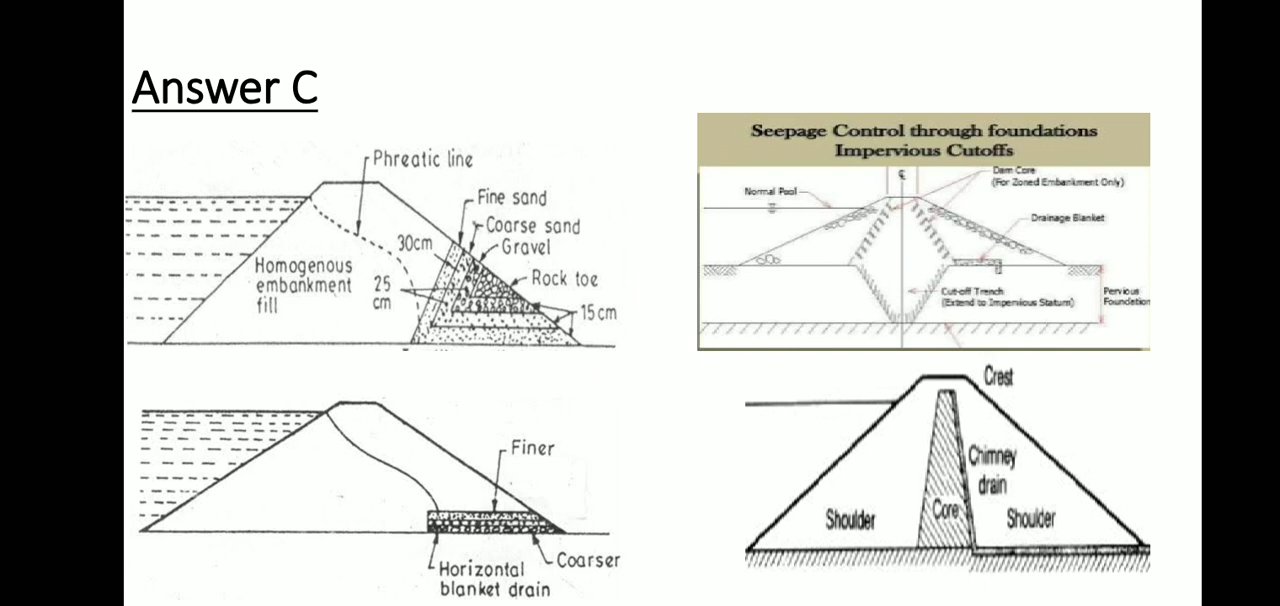 Answer C
Phreatic line
Fine sand
Coarse sand
Gravel
30cm
Rock toe
Homogenous
embankment
fill
25
cm
15cm
Seepage Control through foundations
Impervious Cutoffs
Dam Core
(For Zoned Embankment Only)
Normal Pool
Drainage Blanket
Cut-off Trench
(Extend to Impervious Statum)
Pervious
Foundation
Finer
Coarser
Horizontal
blanket drain
Crest
Chimney
drain
Shoulder
Core
Shoulder